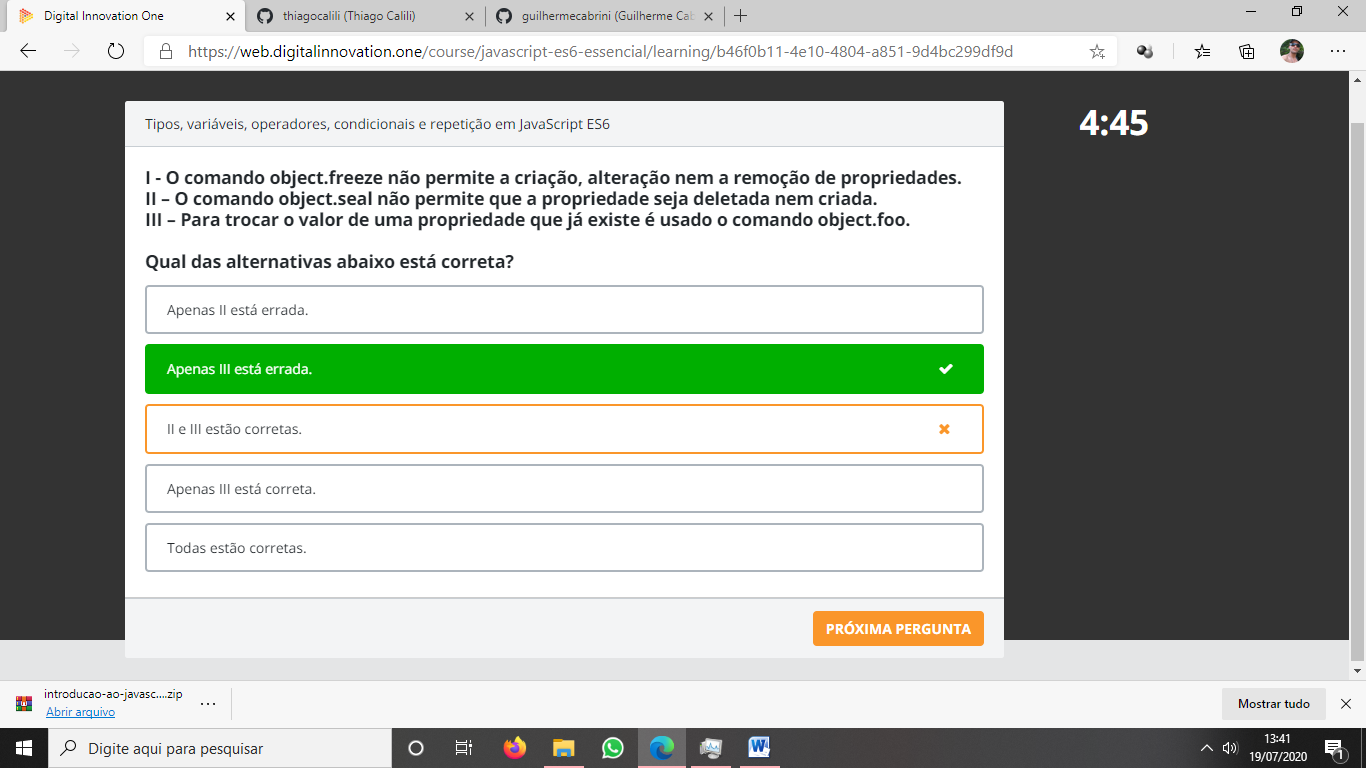 Digital Innovation One
thiagocalili (Thiago Calili)
guilhermecabrini (Guilherme Cab
https://web.digitalinnovation.one/course/javascript-es6-essencial/learning/b46f0b11-4e10-4804-a851-9d4bc299df9d
Tipos, variáveis, operadores, condicionais e repetição em JavaScript ES6
4:45
I - O comando object.freeze não permite a criação, alteração nem a remoção de propriedades.
II – O comando object.seal não permite que a propriedade seja deletada nem criada.
III – Para trocar o valor de uma propriedade que já existe é usado o comando object.foo.
Qual das alternativas abaixo está correta?
Apenas II está errada.
Apenas III está errada.
II e III estão corretas.
Apenas III está correta.
Todas estão corretas.
PRÓXIMA PERGUNTA
introducao-ao-javasc....zip
Abrir arquivo
Mostrar tudo
Digite aqui para pesquisar
13:41
19/07/2020
1